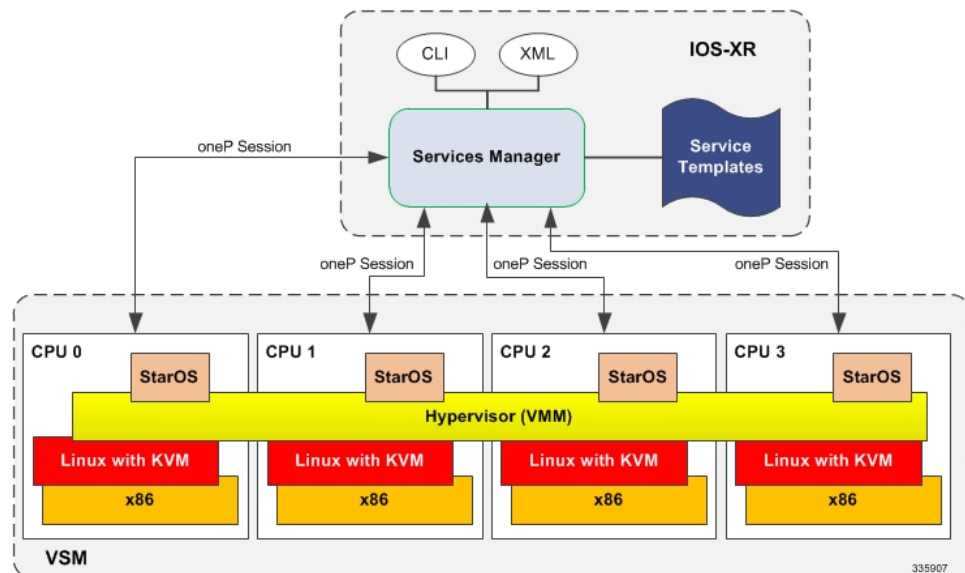 CLI
XML
IOS-XR
Services Manager
Service
Templates
oneP Session
oneP Session
oneP Session
oneP Session
CPU 0
CPU 1
CPU 2
CPU 3
StarOS
StarOS
StarOS
StarOS
Hypervisor (VMM)
Linux with KVM
Linux with KVM
Linux with KVM
Linux with KVM
x86
x86
x86
x86
VSM
335907